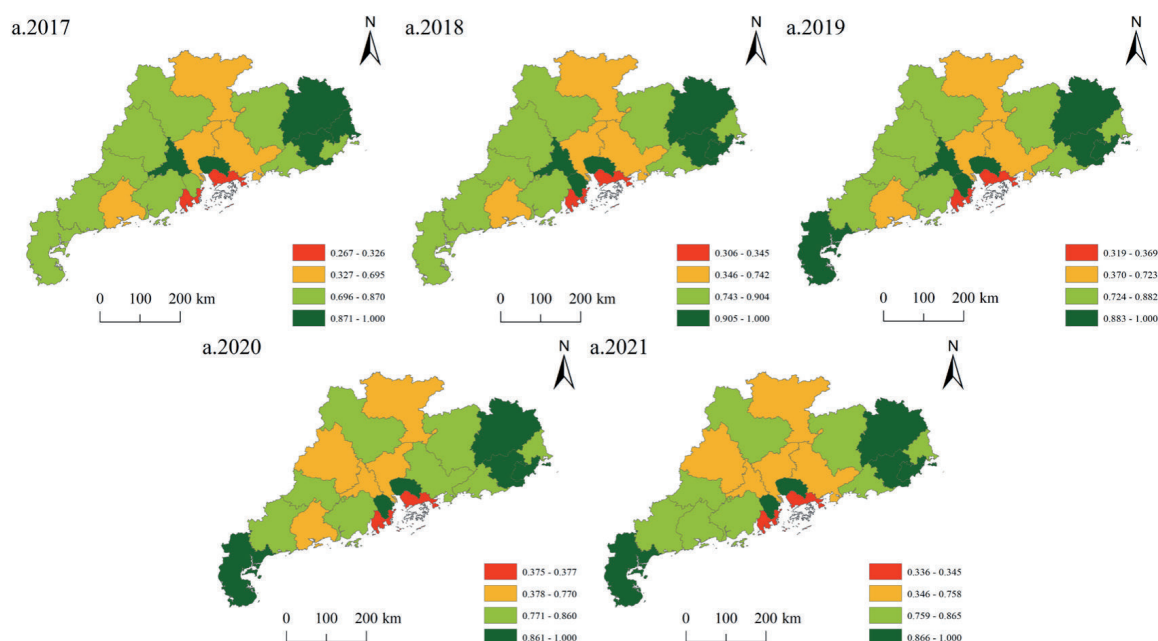 a.2017
N
0.267 - 0.326
0.327 - 0.695
0.696 - 0.870
0.871 - 1.000
0 100 200 km
a.2018
N
0.306 - 0.345
0.346 - 0.742
0.743 - 0.904
0.905 - 1.000
0 100 200 km
a.2019
N
0.319 - 0.369
0.370 - 0.723
0.724 - 0.882
0.883 - 1.000
0 100 200 km
a.2020
N
0.375 - 0.377
0.378 - 0.770
0.771 - 0.860
0.861 - 1.000
0 100 200 km
a.2021
N
0.336 - 0.345
0.346 - 0.758
0.759 - 0.865
0.866 - 1.000
0 100 200 km